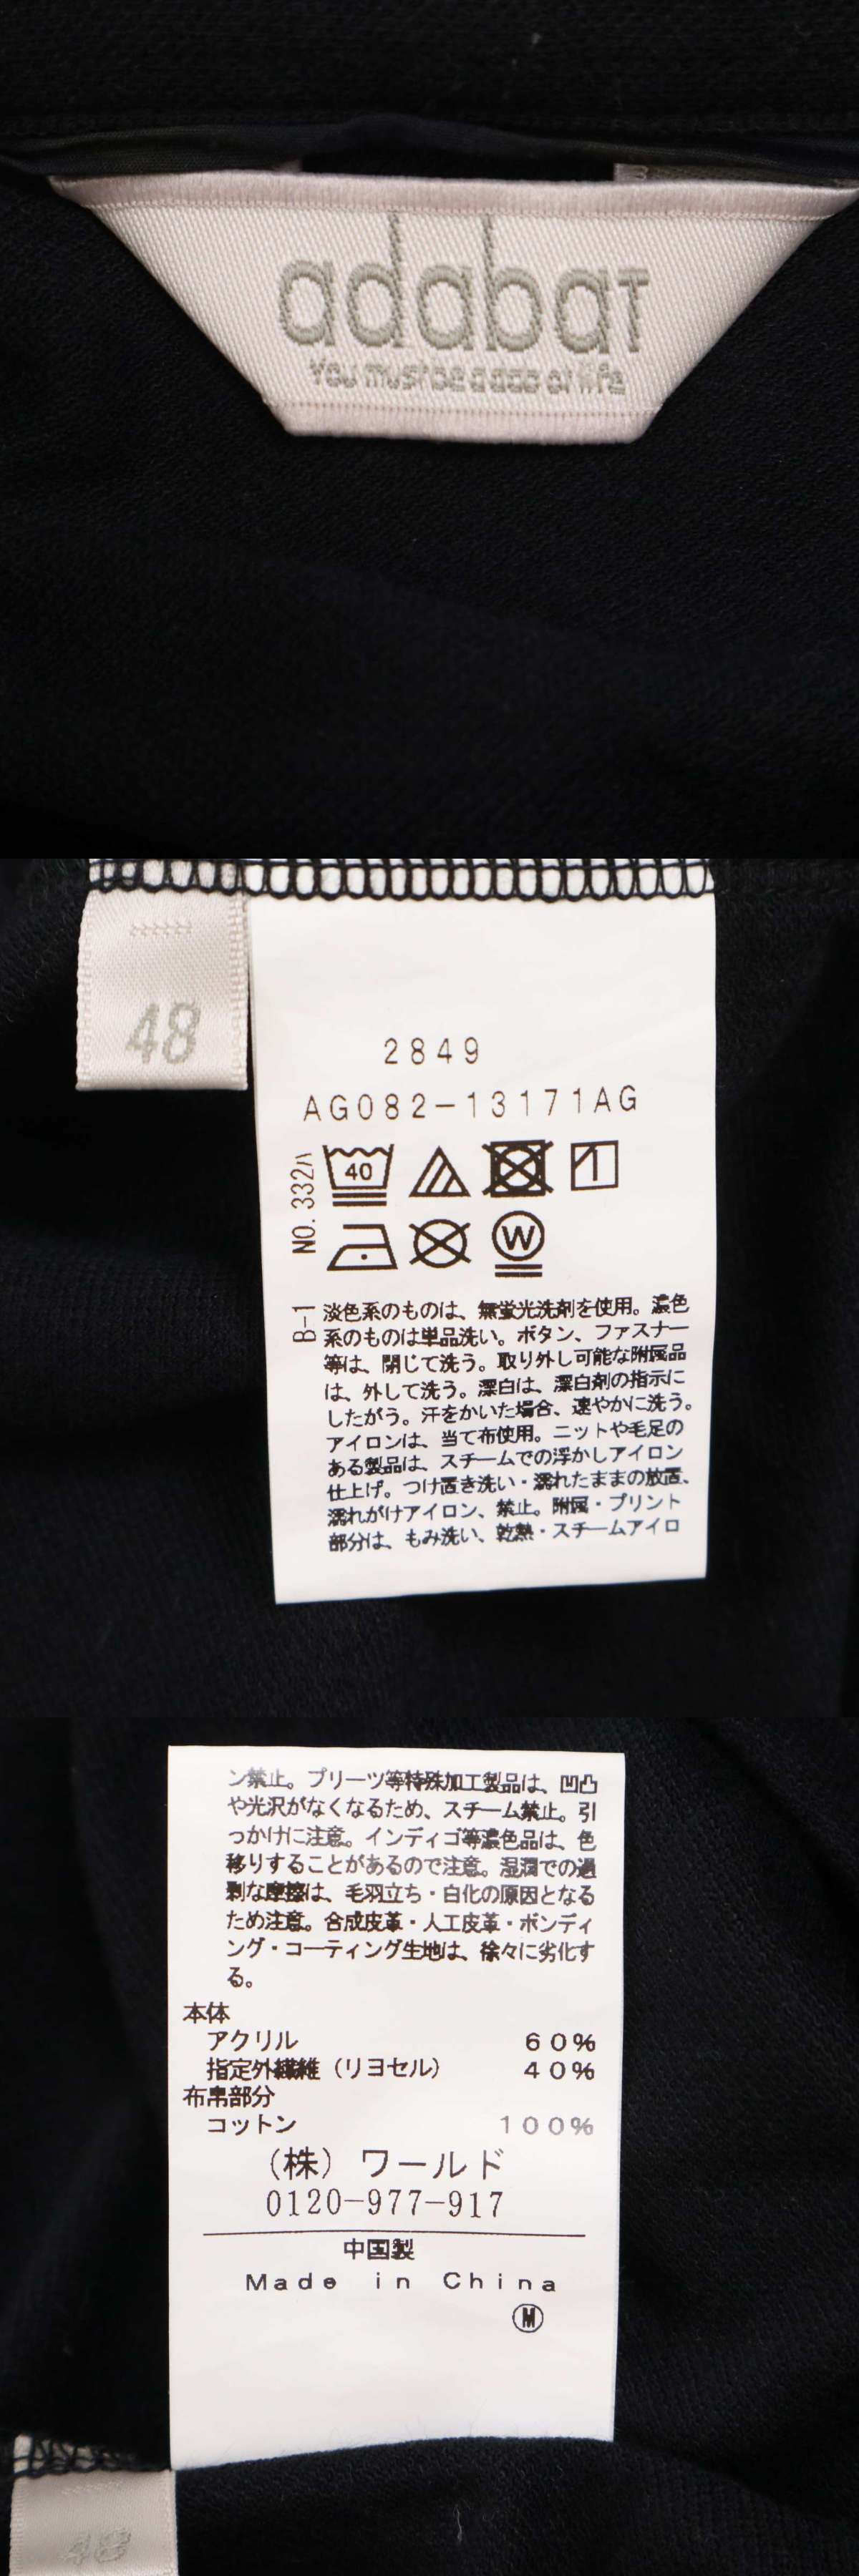 adabat
You must be a dab at life
48
2849
AG082-13171AG
40
W
NO.332ハ
B-1
淡色系のものは、無蛍光洗剤を使用。濃色
系のものは単品洗い。ボタン、ファスナー
等は、閉じて洗う。取り外し可能な附属品
は、外して洗う。漂白は、漂白剤の指示に
したがう。汗をかいた場合、速やかに洗う。
アイロンは、当て布使用。ニットや毛足の
ある製品は、スチームでの浮かしアイロン
仕上げ。つけ置き洗い・濡れたままの放置、
濡れがけアイロン、禁止。附属・プリント
部分は、もみ洗い、乾熱・スチームアイロ
ン禁止。プリーツ等特殊加工製品は、凹凸
や光沢がなくなるため、スチーム禁止。引
っかけに注意。インディゴ等濃色品は、色
移りすることがあるので注意。湿潤での過
剰な摩擦は、毛羽立ち・白化の原因となる
ため注意。合成皮革・人工皮革・ボンディ
ング・コーティング生地は、徐々に劣化す
る。
本体
アクリル 60%
指定外繊維（リヨセル） 40%
布帛部分
コットン 100%
（株）ワールド
0120-977-917
中国製
Made in China
M
48